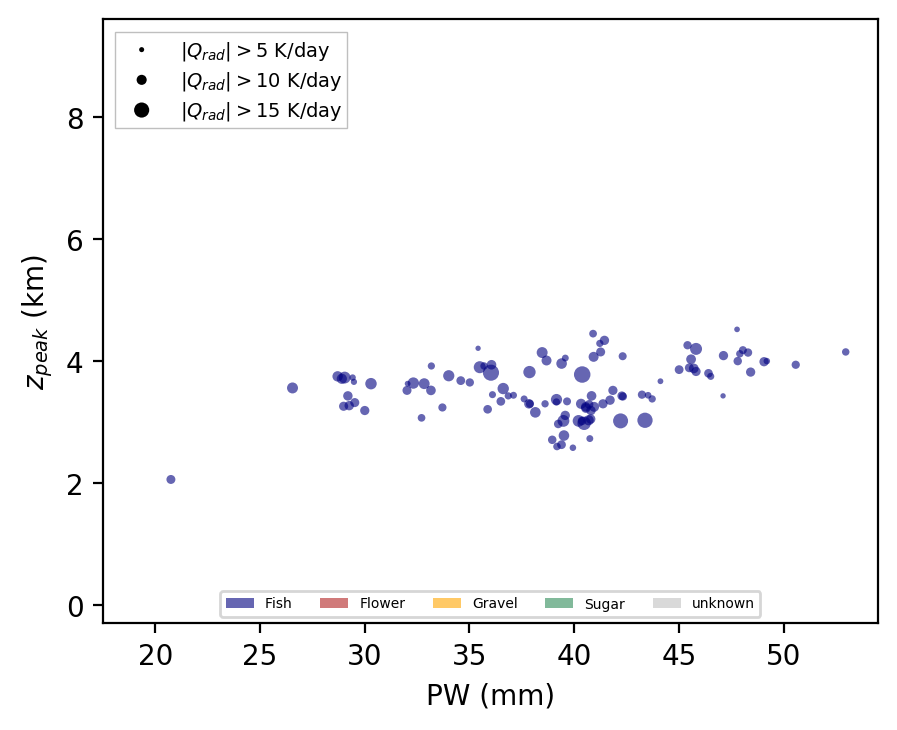 |Q_rad| > 5 K/day
|Q_rad| > 10 K/day
|Q_rad| > 15 K/day
8
6
4
2
0
z_peak (km)
Fish Flower Gravel Sugar unknown
20 25 30 35 40 45 50
PW (mm)